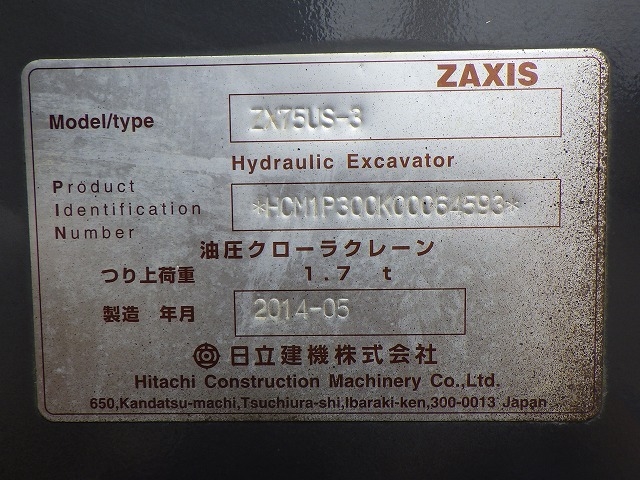 ZAXIS
Model/type ZX75US-3
Hydraulic Excavator
Product
Identification *HCM1P300K00064593*
Number
油圧クローラクレーン
つり上荷重 1.7 t
製造 年月 2014-05
日立建機株式会社
Hitachi Construction Machinery Co.,Ltd.
650,Kandatsu-machi,Tsuchiura-shi,Ibaraki-ken,300-0013 Japan